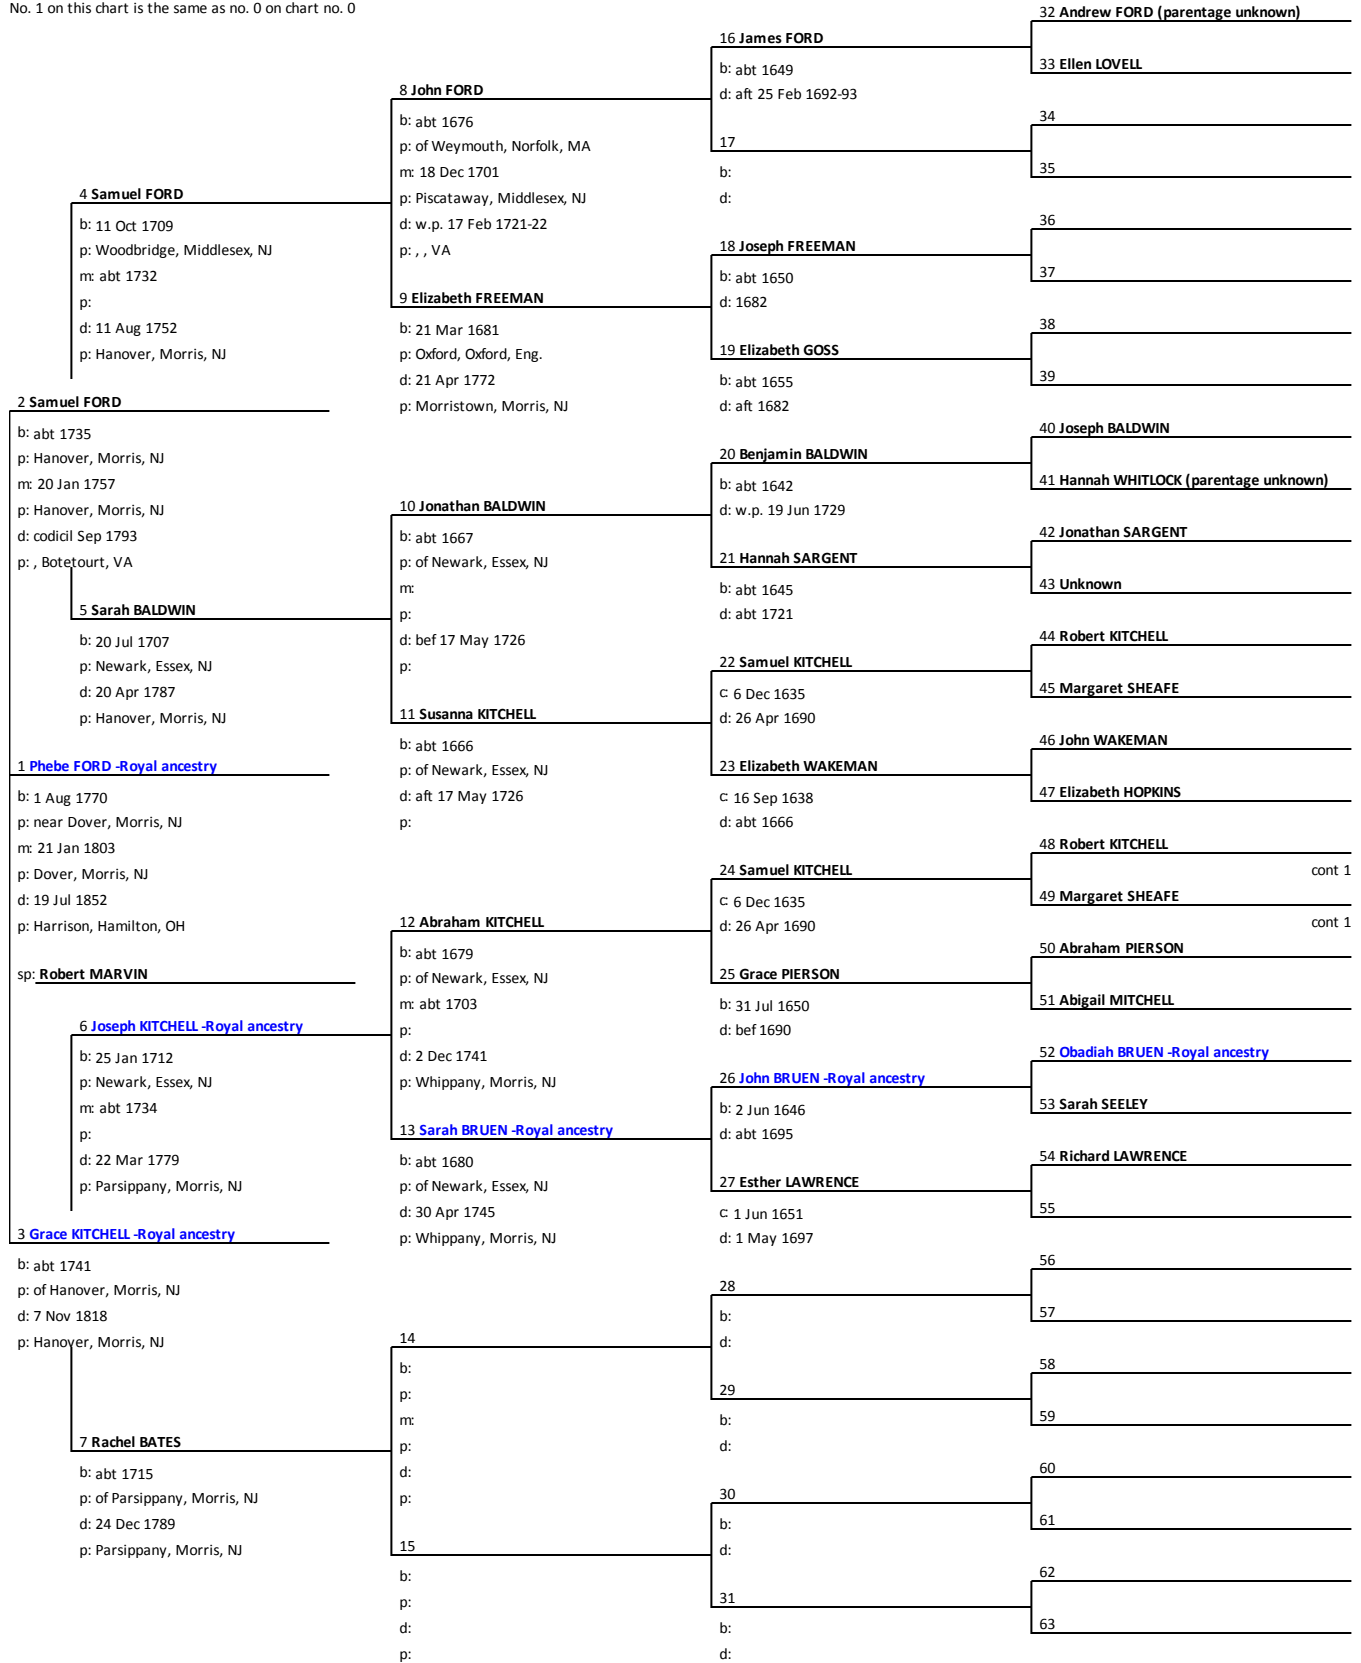 No. 1 on this chart is the same as no. 0 on chart no. 0
2 Samuel FORD
b: abt 1735
p: Hanover, Morris, NJ
m: 20 Jan 1757
p: Hanover, Morris, NJ
d: codicil Sep 1793
p: , Botetourt, VA
1 Phebe FORD -Royal ancestry
b: 1 Aug 1770
p: near Dover, Morris, NJ
m: 21 Jan 1803
p: Dover, Morris, NJ
d: 19 Jul 1852
p: Harrison, Hamilton, OH
sp: Robert MARVIN
3 Grace KITCHELL -Royal ancestry
b: abt 1741
p: of Hanover, Morris, NJ
d: 7 Nov 1818
p: Hanover, Morris, NJ
4 Samuel FORD
b: 11 Oct 1709
p: Woodbridge, Middlesex, NJ
m: abt 1732
p:
d: 11 Aug 1752
p: Hanover, Morris, NJ
5 Sarah BALDWIN
b: 20 Jul 1707
p: Newark, Essex, NJ
d: 20 Apr 1787
p: Hanover, Morris, NJ
6 Joseph KITCHELL -Royal ancestry
b: 25 Jan 1712
p: Newark, Essex, NJ
m: abt 1734
p:
d: 22 Mar 1779
p: Parsippany, Morris, NJ
7 Rachel BATES
b: abt 1715
p: of Parsippany, Morris, NJ
d: 24 Dec 1789
p: Parsippany, Morris, NJ
8 John FORD
b: abt 1676
p: of Weymouth, Norfolk, MA
m: 18 Dec 1701
p: Piscataway, Middlesex, NJ
d: w.p. 17 Feb 1721-22
p: , , VA
9 Elizabeth FREEMAN
b: 21 Mar 1681
p: Oxford, Oxford, Eng.
d: 21 Apr 1772
p: Morristown, Morris, NJ
10 Jonathan BALDWIN
b: abt 1667
p: of Newark, Essex, NJ
m:
p:
d: bef 17 May 1726
p:
11 Susanna KITCHELL
b: abt 1666
p: of Newark, Essex, NJ
d: aft 17 May 1726
p:
12 Abraham KITCHELL
b: abt 1679
p: of Newark, Essex, NJ
m: abt 1703
p:
d: 2 Dec 1741
p: Whippany, Morris, NJ
13 Sarah BRUEN -Royal ancestry
b: abt 1680
p: of Newark, Essex, NJ
d: 30 Apr 1745
p: Whippany, Morris, NJ
14
b:
p:
m:
p:
d:
p:
15
b:
p:
d:
p:
16 James FORD
b: abt 1649
d: aft 25 Feb 1692-93
17
b:
d:
18 Joseph FREEMAN
b: abt 1650
d: 1682
19 Elizabeth GOSS
b: abt 1655
d: aft 1682
20 Benjamin BALDWIN
b: abt 1642
d: w.p. 19 Jun 1729
21 Hannah SARGENT
b: abt 1645
d: abt 1721
22 Samuel KITCHELL
c: 6 Dec 1635
d: 26 Apr 1690
23 Elizabeth WAKEMAN
c: 16 Sep 1638
d: abt 1666
24 Samuel KITCHELL
c: 6 Dec 1635
d: 26 Apr 1690
25 Grace PIERSON
b: 31 Jul 1650
d: bef 1690
26 John BRUEN -Royal ancestry
b: 2 Jun 1646
d: abt 1695
27 Esther LAWRENCE
c: 1 Jun 1651
d: 1 May 1697
28
b:
d:
29
b:
d:
30
b:
d:
31
b:
d:
32 Andrew FORD (parentage unknown)
33 Ellen LOVELL
34
35
36
37
38
39
40 Joseph BALDWIN
41 Hannah WHITLOCK (parentage unknown)
42 Jonathan SARGENT
43 Unknown
44 Robert KITCHELL
45 Margaret SHEAFE
46 John WAKEMAN
47 Elizabeth HOPKINS
48 Robert KITCHELL
cont 1
49 Margaret SHEAFE
cont 1
50 Abraham PIERSON
51 Abigail MITCHELL
52 Obadiah BRUEN -Royal ancestry
53 Sarah SEELEY
54 Richard LAWRENCE
55
56
57
58
59
60
61
62
63